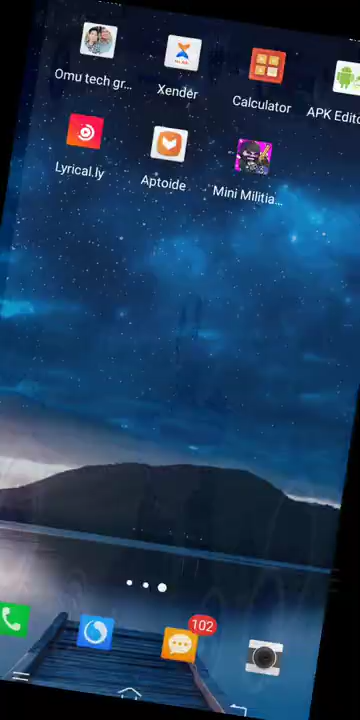 Omu tech gr...
Xender
Calculator
APK Edito
Lyrical.ly
Aptoide
Mini Militia...
102